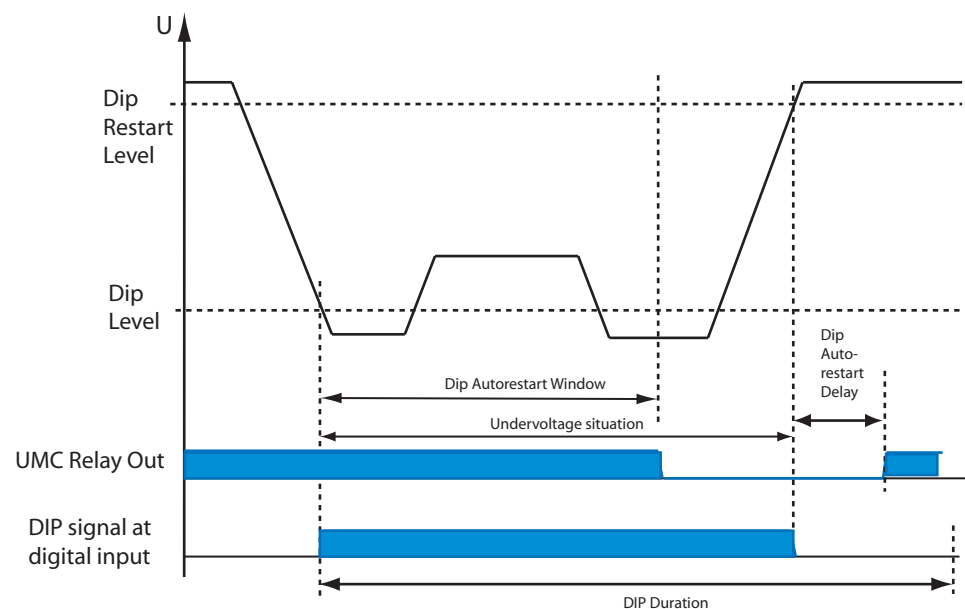 U
Dip
Restart
Level
Dip
Level
Dip
Auto-
restart
Delay
Dip Autorestart Window
Undervoltage situation
UMC Relay Out
DIP signal at
digital input
DIP Duration